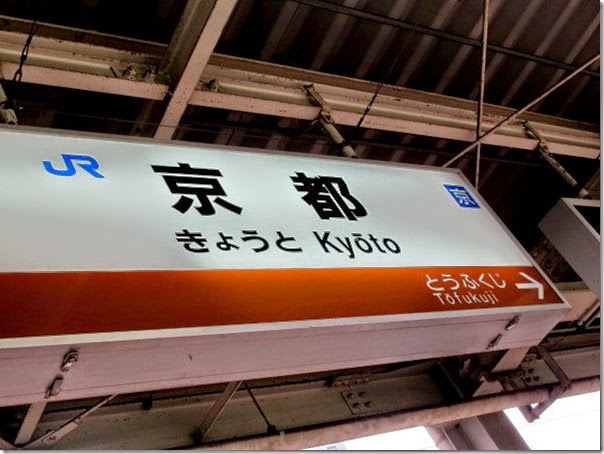 JR
京都
京
きょうと Kyōto
とうふくじ
Tōfukuji